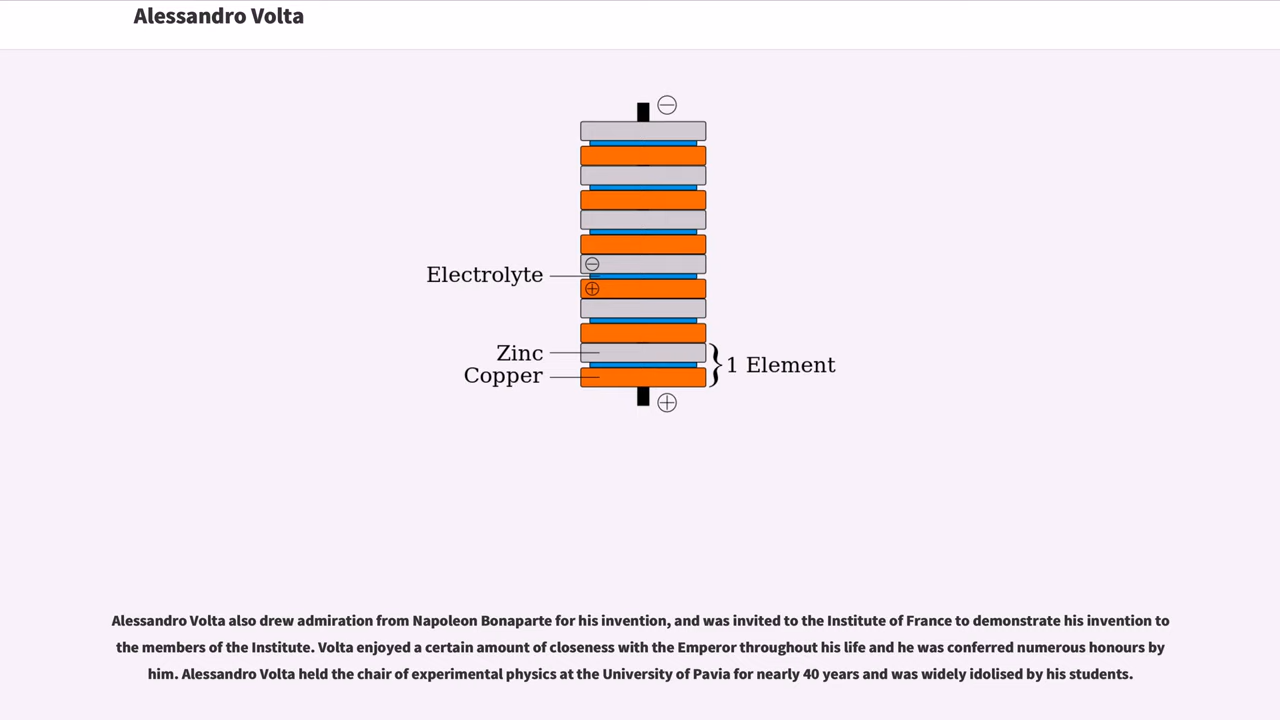 Alessandro Volta
Electrolyte
Zinc
Copper
1 Element
Alessandro Volta also drew admiration from Napoleon Bonaparte for his invention, and was invited to the Institute of France to demonstrate his invention to
the members of the Institute. Volta enjoyed a certain amount of closeness with the Emperor throughout his life and he was conferred numerous honours by
him. Alessandro Volta held the chair of experimental physics at the University of Pavia for nearly 40 years and was widely idolised by his students.